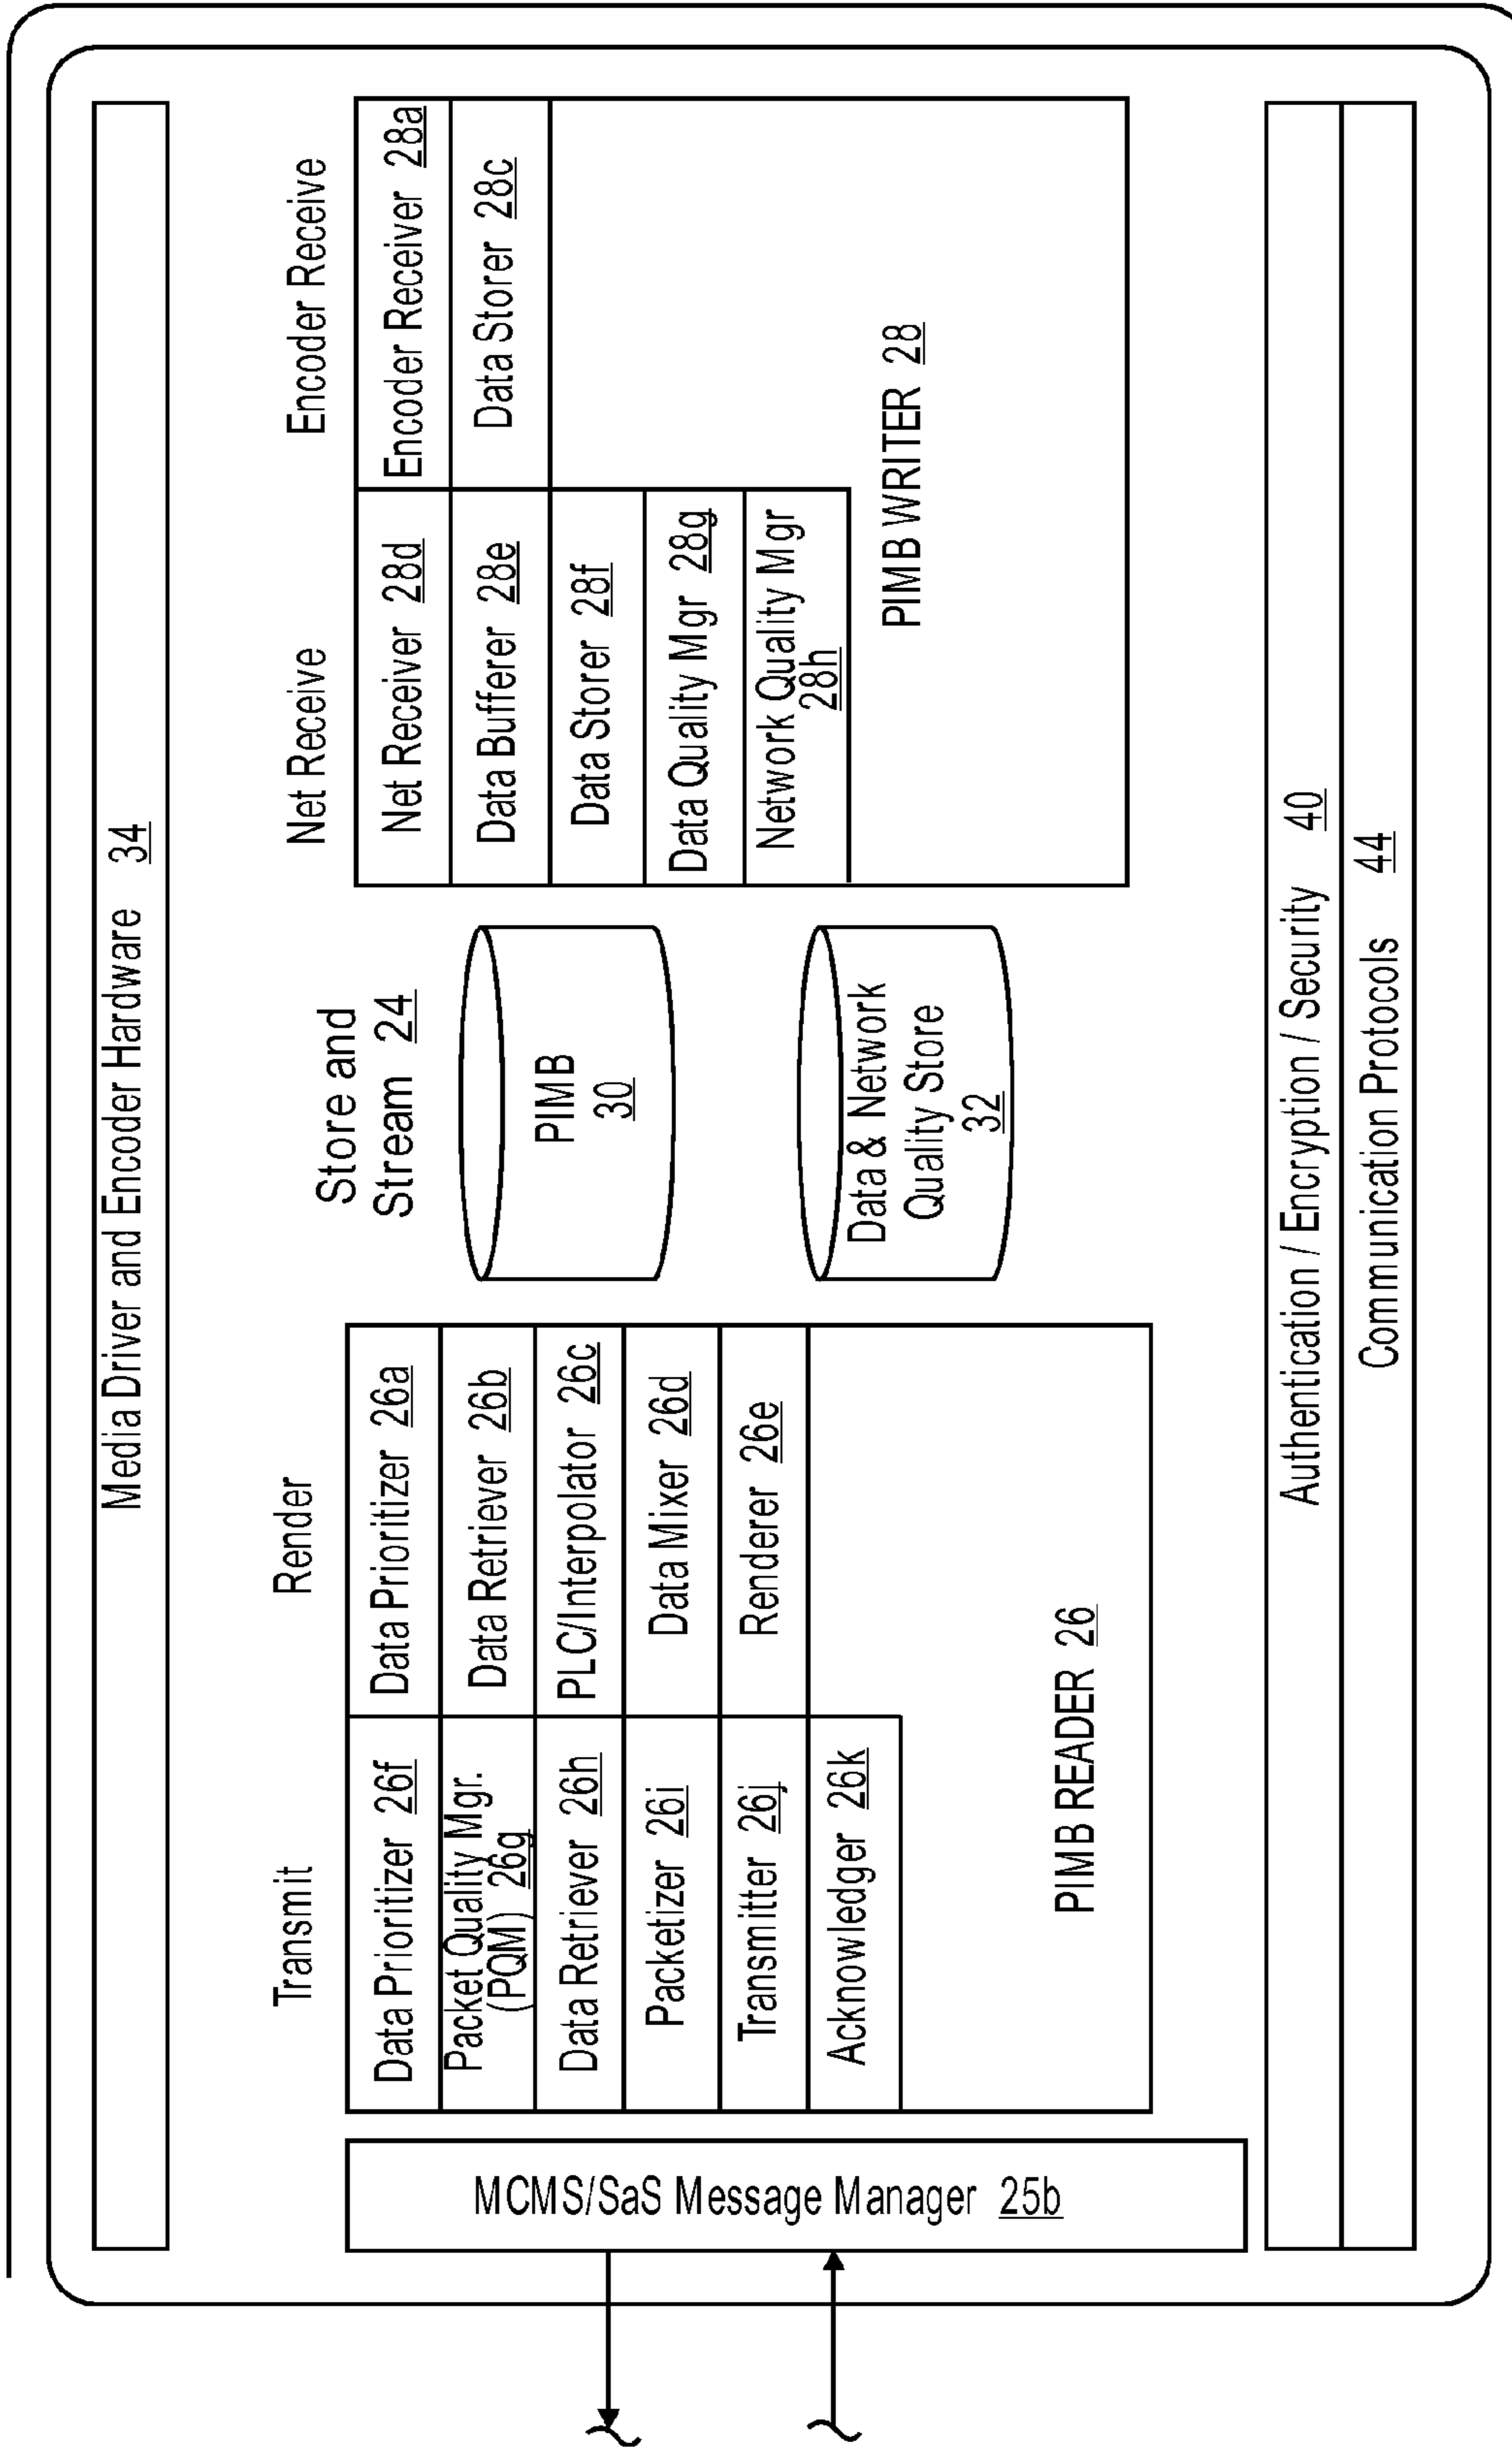 Media Driver and Encoder Hardware 34
Transmit
Render
Store and
Stream 24
Net Receive
Encoder Receive
MCMS/SaS Message Manager 25b
Data Prioritizer 26f
Packet Quality Mgr.
(PQM) 26g
Data Retriever 26h
Packetizer 26i
Transmitter 26j
Acknowledger 26k
Data Prioritizer 26a
Data Retriever 26b
PLC/Interpolator 26c
Data Mixer 26d
Renderer 26e
PIMB READER 26
PIMB
30
Data & Network
Quality Store
32
Net Receiver 28d
Data Bufferer 28e
Data Storer 28f
Data Quality Mgr 28g
Network Quality Mgr
28h
Encoder Receiver 28a
Data Storer 28c
PIMB WRITER 28
Authentication / Encryption / Security 40
Communication Protocols 44